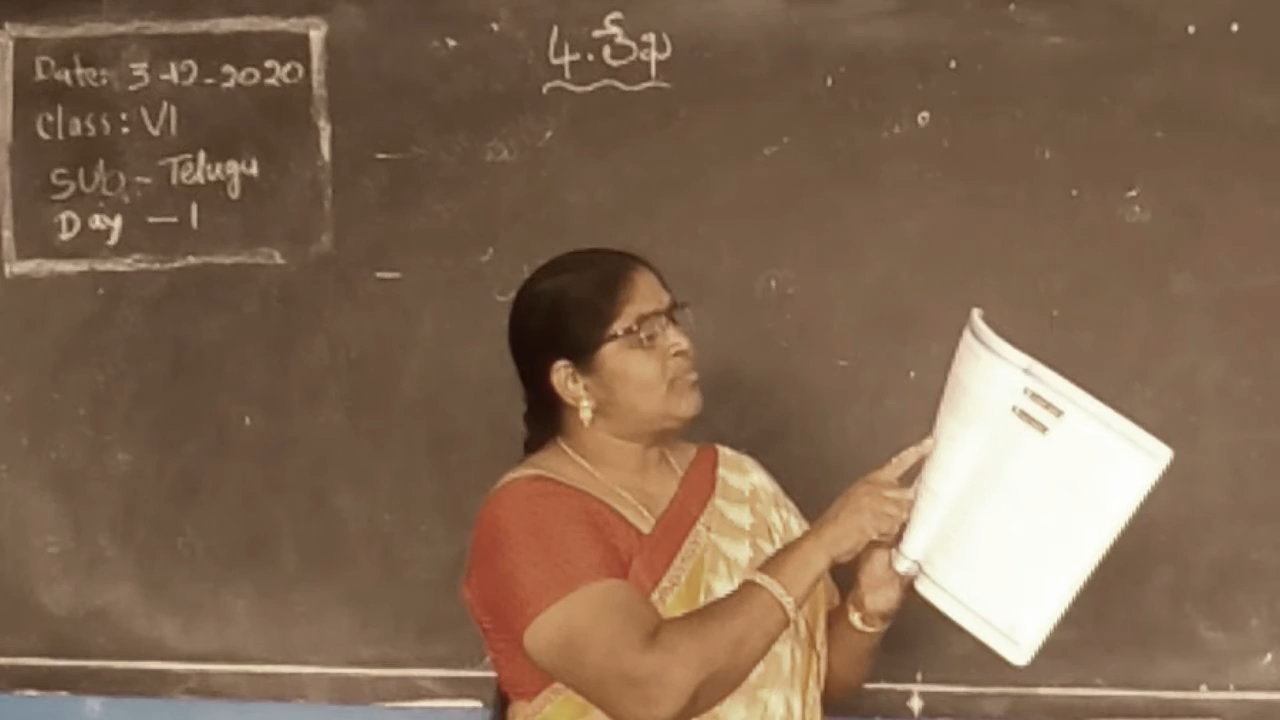 Date: 3-12-2020
Class: VI
Sub - Telugu
Day - 1
4. లేఖ